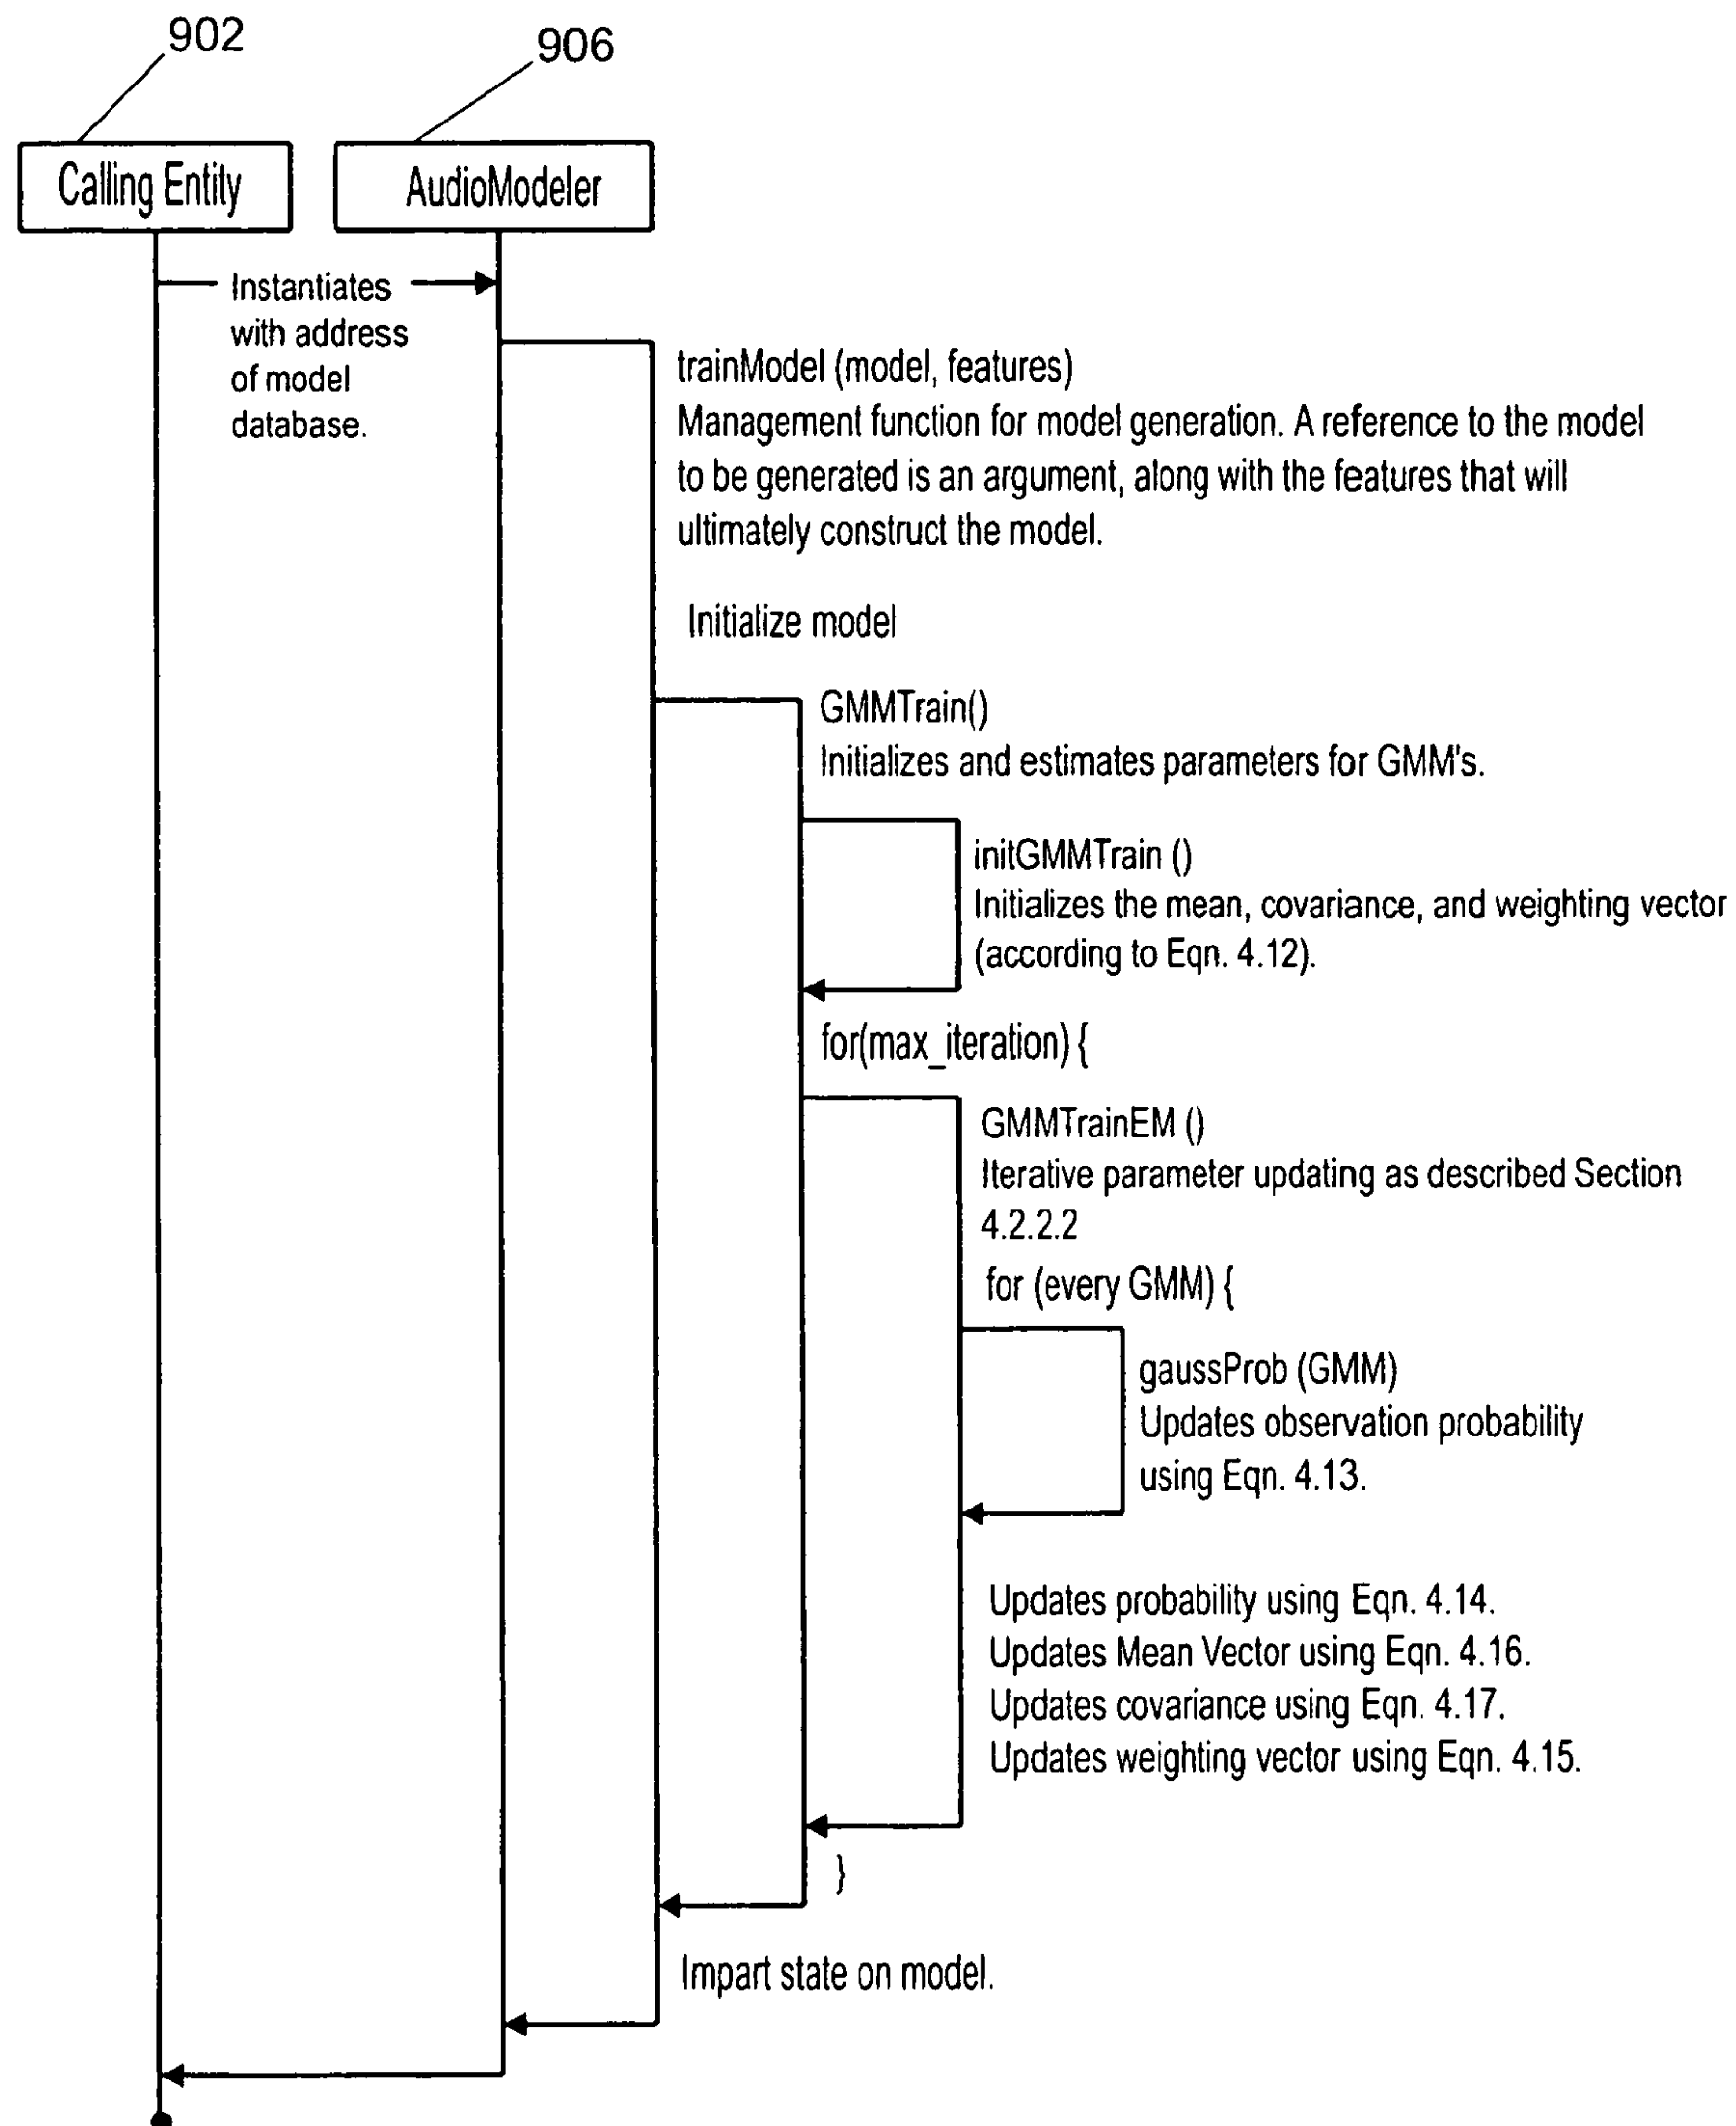 902
906
Calling Entity
AudioModeler
Instantiates
with address
of model
database.
trainModel (model, features)
Management function for model generation. A reference to the model
to be generated is an argument, along with the features that will
ultimately construct the model.
Initialize model
GMMTrain()
Initializes and estimates parameters for GMM's.
initGMMTrain ()
Initializes the mean, covariance, and weighting vector
(according to Eqn. 4.12).
for(max_iteration) {
GMMTrainEM ()
Iterative parameter updating as described Section
4.2.2.2
for (every GMM) {
gaussProb (GMM)
Updates observation probability
using Eqn. 4.13.
Updates probability using Eqn. 4.14.
Updates Mean Vector using Eqn. 4.16.
Updates covariance using Eqn. 4.17.
Updates weighting vector using Eqn. 4.15.
}
Impart state on model.